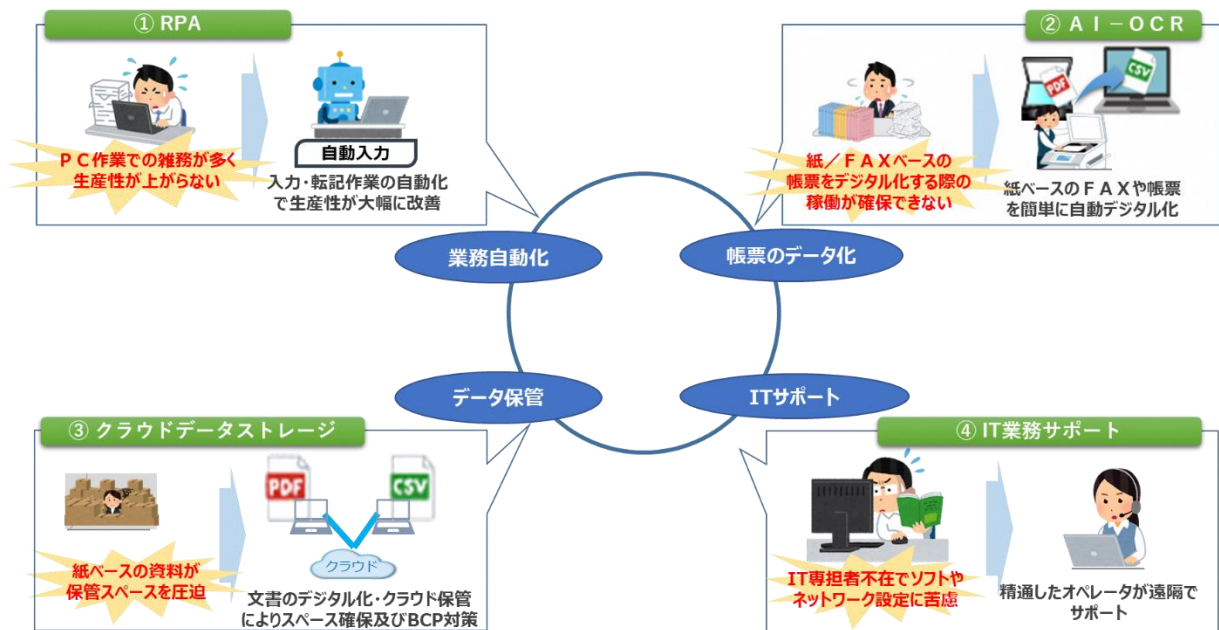 ① RPA
ＰＣ作業での雑務が多く
生産性が上がらない
自動入力
入力・転記作業の自動化
で生産性が大幅に改善
② ＡＩ－ＯＣＲ
紙／ＦＡＸベースの
帳票をデジタル化する際の
稼働が確保できない
PDF
CSV
紙ベースのＦＡＸや帳票
を簡単に自動デジタル化
業務自動化
帳票のデータ化
データ保管
ITサポート
③ クラウドデータストレージ
紙ベースの資料が
保管スペースを圧迫
PDF
CSV
クラウド
文書のデジタル化・クラウド保管
によりスペース確保及びBCP対策
④ IT業務サポート
IT専担者不在でソフトや
ネットワーク設定に苦慮
精通したオペレータが遠隔で
サポート